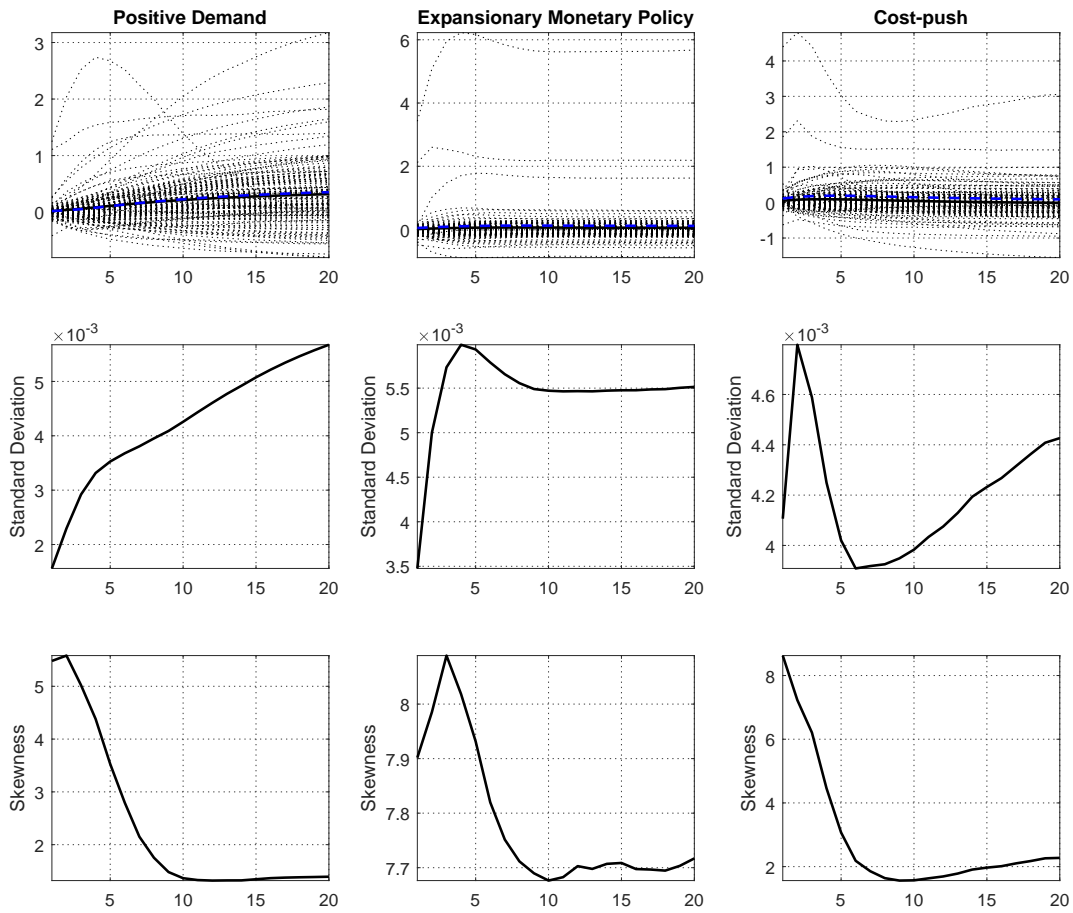 Positive Demand
Expansionary Monetary Policy
Cost-push
3
2
1
0
5 10 15 20
6
4
2
0
5 10 15 20
4
3
2
1
0
-1
5 10 15 20
×10⁻³
Standard Deviation
5
4
3
2
5 10 15 20
×10⁻³
Standard Deviation
5.5
5
4.5
4
3.5
5 10 15 20
×10⁻³
Standard Deviation
4.6
4.4
4.2
4
5 10 15 20
Skewness
5
4
3
2
5 10 15 20
Skewness
8
7.9
7.8
7.7
5 10 15 20
Skewness
8
6
4
2
5 10 15 20